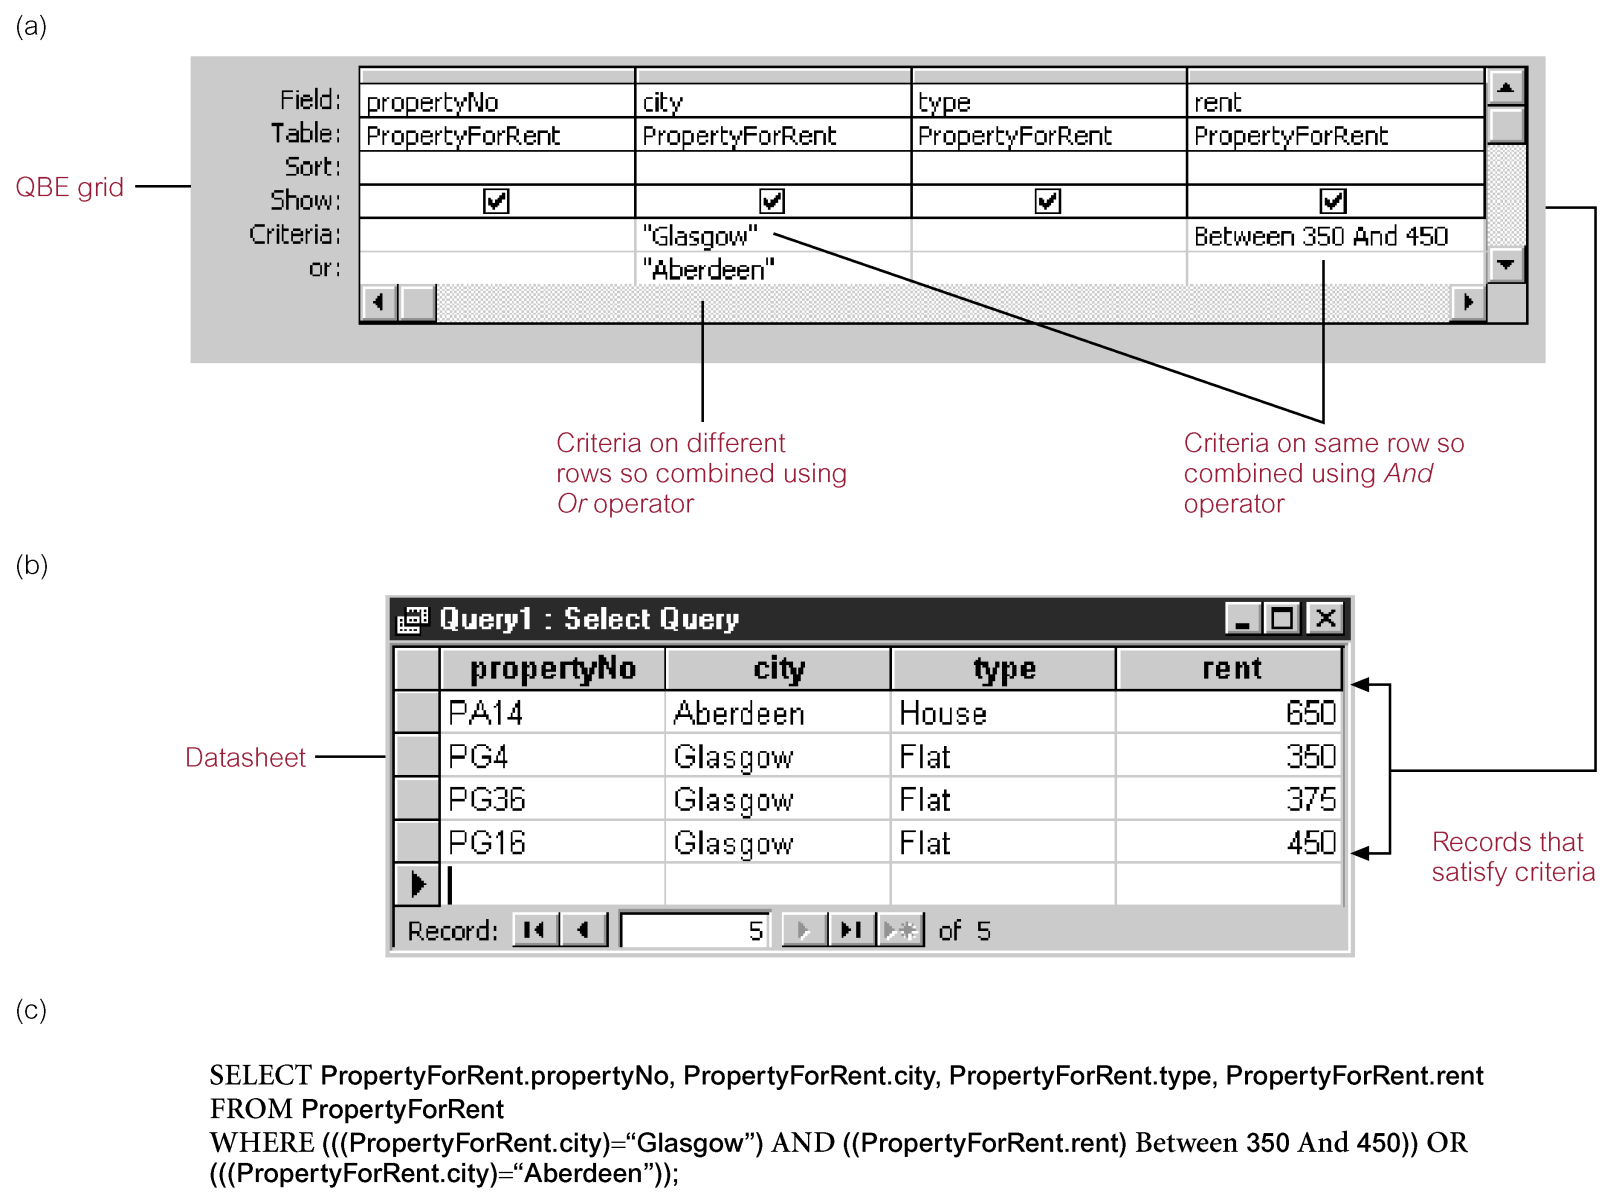 (a)
Field: propertyNo city type rent
Table: PropertyForRent PropertyForRent PropertyForRent PropertyForRent
Sort:
QBE grid
Show:
Criteria: "Glasgow" Between 350 And 450
or: "Aberdeen"
Criteria on different
rows so combined using
Or operator
Criteria on same row so
combined using And
operator
(b)
Query1 : Select Query
propertyNo city type rent
PA14 Aberdeen House 650
PG4 Glasgow Flat 350
PG36 Glasgow Flat 375
PG16 Glasgow Flat 450
Datasheet
Record: 5 of 5
Records that
satisfy criteria
(c)
SELECT PropertyForRent.propertyNo, PropertyForRent.city, PropertyForRent.type, PropertyForRent.rent
FROM PropertyForRent
WHERE (((PropertyForRent.city)=“Glasgow”) AND ((PropertyForRent.rent) Between 350 And 450)) OR
(((PropertyForRent.city)=“Aberdeen”));